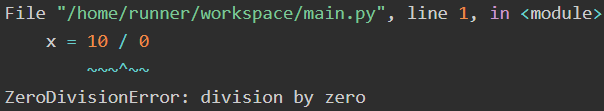 File "/home/runner/workspace/main.py", line 1, in <module>
    x = 10 / 0
        ~~~^~~
ZeroDivisionError: division by zero